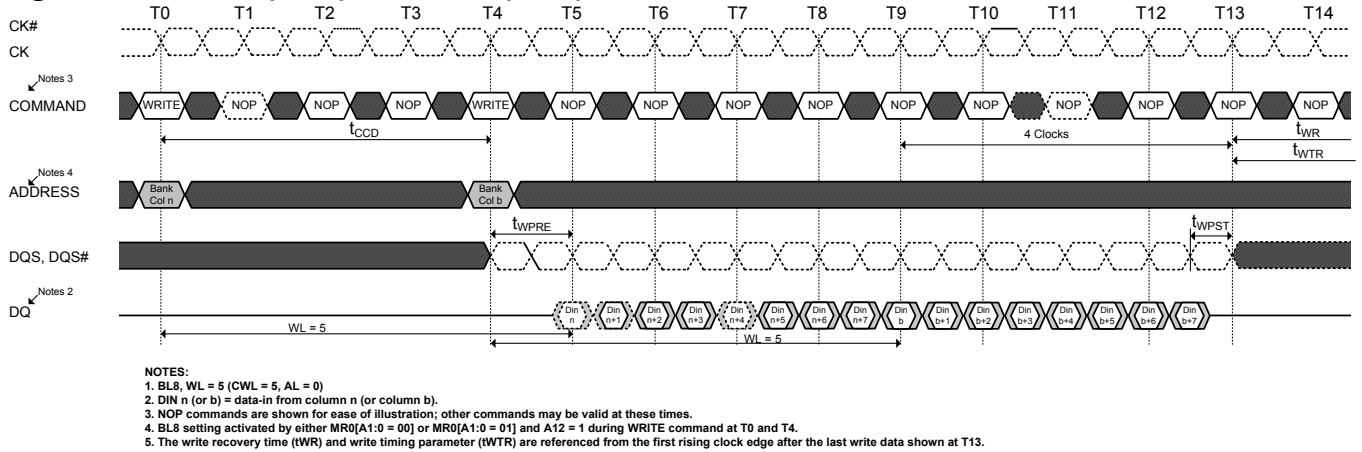 T0 T1 T2 T3 T4 T5 T6 T7 T8 T9 T10 T11 T12 T13 T14
CK#
CK
Notes 3
COMMAND WRITE NOP NOP NOP WRITE NOP NOP NOP NOP NOP NOP NOP NOP NOP NOP
tCCD 4 Clocks tWR
tWTR
Notes 4
ADDRESS Bank Col n Bank Col b
tWPRE tWPST
DQS, DQS#
Notes 2
DQ Din n Din n+1 Din n+2 Din n+3 Din n+4 Din n+5 Din n+6 Din n+7 Din b Din b+1 Din b+2 Din b+3 Din b+4 Din b+5 Din b+6 Din b+7
WL = 5 WL = 5
NOTES:
1. BL8, WL = 5 (CWL = 5, AL = 0)
2. DIN n (or b) = data-in from column n (or column b).
3. NOP commands are shown for ease of illustration; other commands may be valid at these times.
4. BL8 setting activated by either MR0[A1:0 = 00] or MR0[A1:0 = 01] and A12 = 1 during WRITE command at T0 and T4.
5. The write recovery time (tWR) and write timing parameter (tWTR) are referenced from the first rising clock edge after the last write data shown at T13.